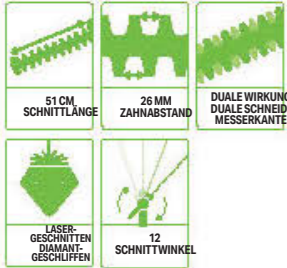 51 CM
SCHNITTLÄNGE
26 MM
ZAHNABSTAND
DUALE WIRKUNG
DUALE SCHNEID
MESSERKANTE
LASER-
GESCHNITTEN
DIAMANT-
GESCHLIFFEN
12
SCHNITTWINKEL